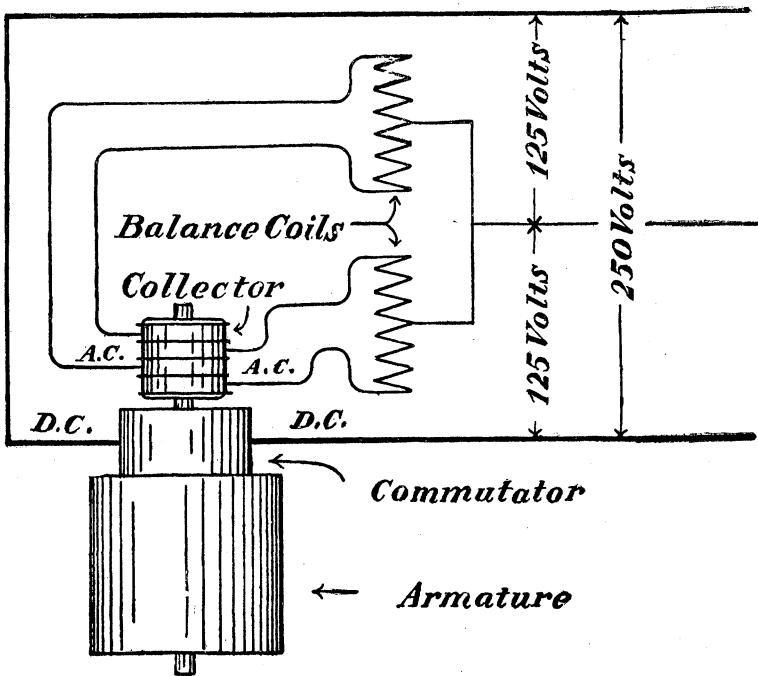 125 Volts
250 Volts
Balance Coils
Collector
A.C.
A.C.
125 Volts
D.C.
D.C.
Commutator
Armature